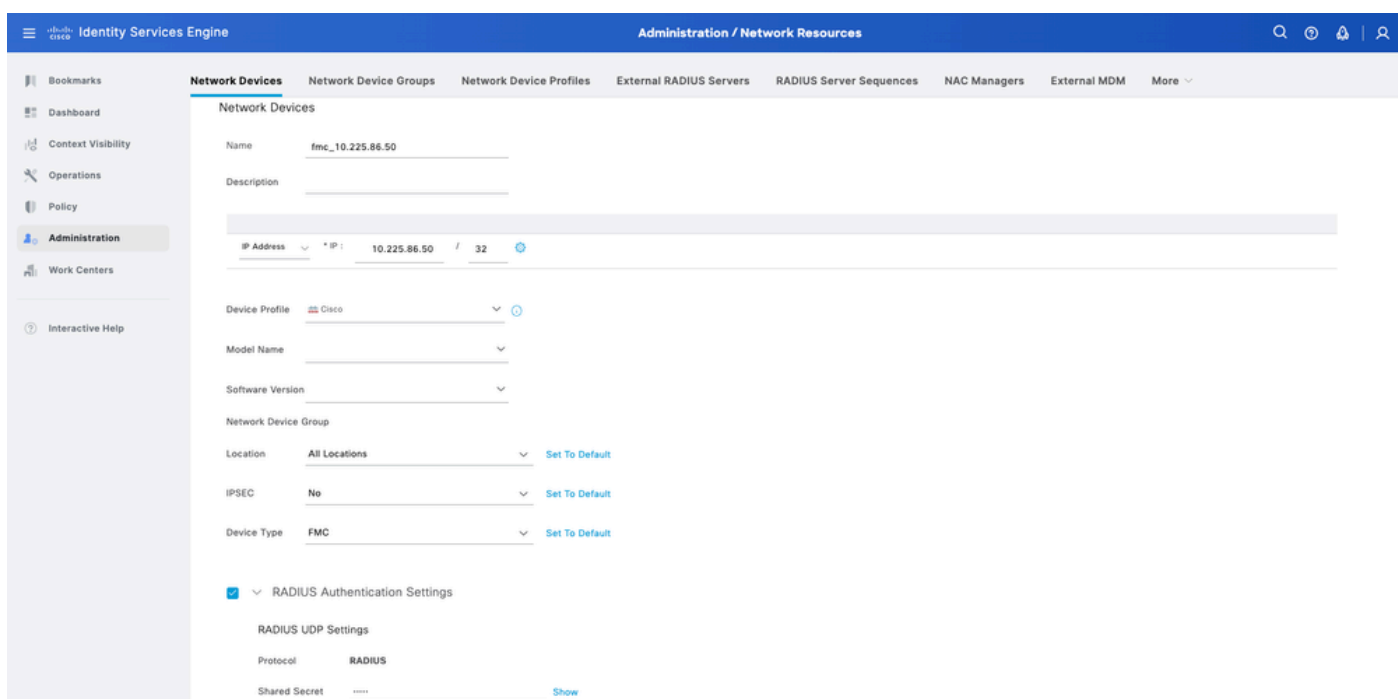 cisco Identity Services Engine
Administration / Network Resources
Bookmarks
Dashboard
Context Visibility
Operations
Policy
Administration
Work Centers
Interactive Help
Network Devices Network Device Groups Network Device Profiles External RADIUS Servers RADIUS Server Sequences NAC Managers External MDM More
Network Devices
Name fmc_10.225.86.50
Description
IP Address * IP : 10.225.86.50 / 32
Device Profile Cisco
Model Name
Software Version
Network Device Group
Location All Locations Set To Default
IPSEC No Set To Default
Device Type FMC Set To Default
RADIUS Authentication Settings
RADIUS UDP Settings
Protocol RADIUS
Shared Secret ..... Show